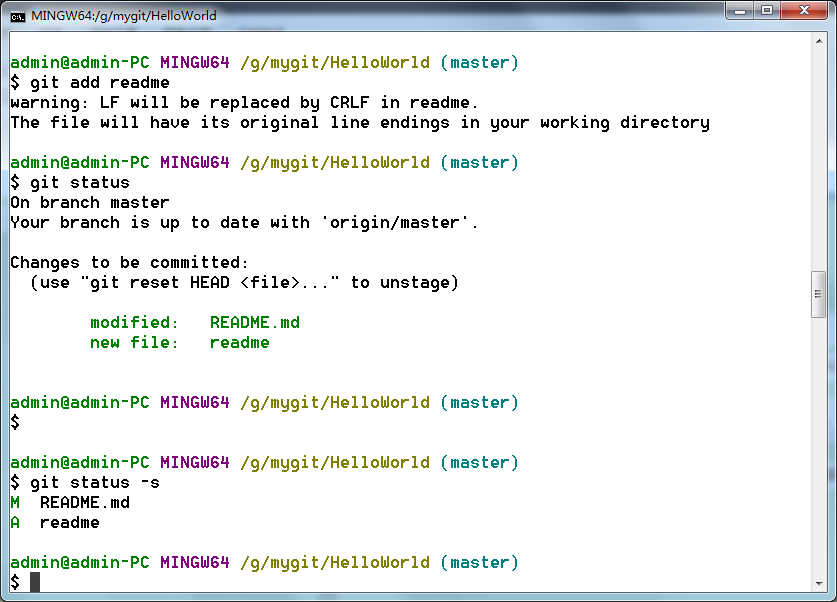 MINGW64:/g/mygit/HelloWorld
admin@admin-PC MINGW64 /g/mygit/HelloWorld (master)
$ git add readme
warning: LF will be replaced by CRLF in readme.
The file will have its original line endings in your working directory
admin@admin-PC MINGW64 /g/mygit/HelloWorld (master)
$ git status
On branch master
Your branch is up to date with 'origin/master'.
Changes to be committed:
  (use "git reset HEAD <file>..." to unstage)
        modified:   README.md
        new file:   readme
admin@admin-PC MINGW64 /g/mygit/HelloWorld (master)
$
admin@admin-PC MINGW64 /g/mygit/HelloWorld (master)
$ git status -s
M  README.md
A  readme
admin@admin-PC MINGW64 /g/mygit/HelloWorld (master)
$